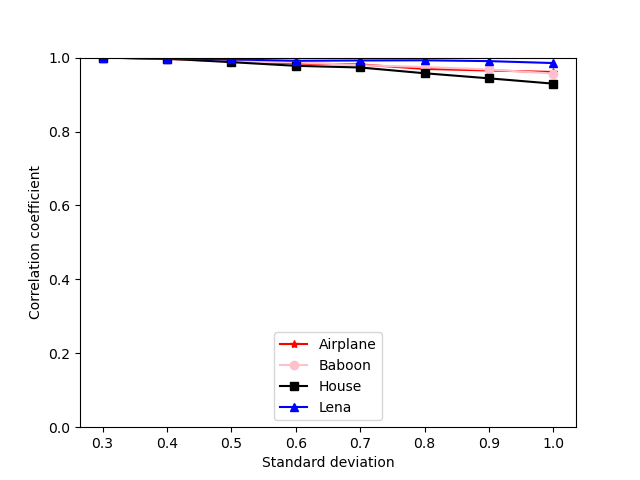 1.0
0.8
0.6
0.4
0.2
0.0
Correlation coefficient
Airplane
Baboon
House
Lena
0.3 0.4 0.5 0.6 0.7 0.8 0.9 1.0
Standard deviation